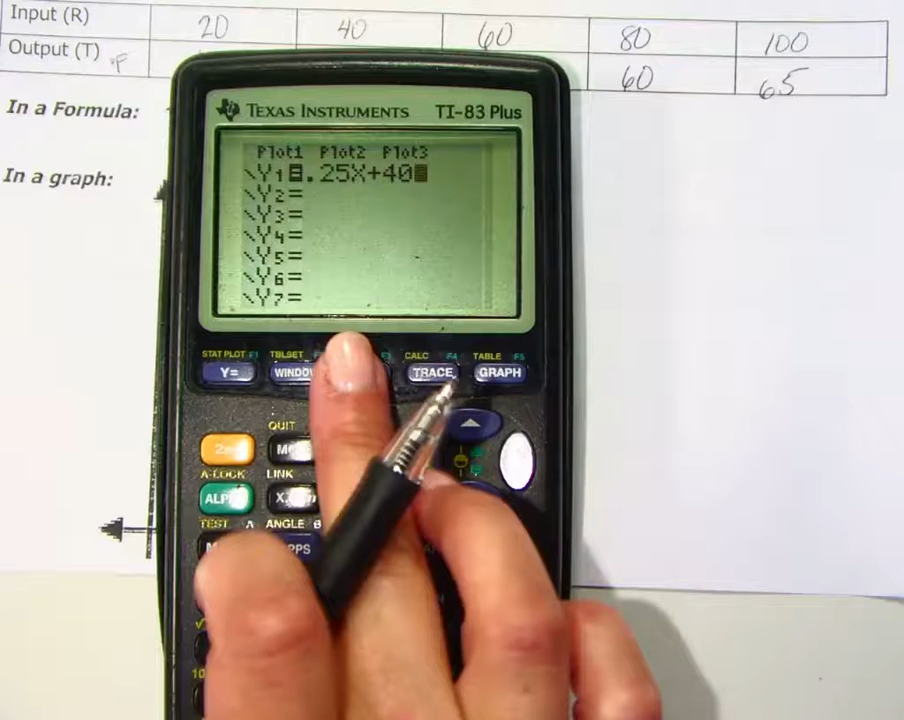 Input (R) 20 40 60 80 100
Output (T) °F 60 65
In a Formula:
In a graph:
TEXAS INSTRUMENTS TI-83 Plus
Plot1 Plot2 Plot3
\Y1=.25X+40
\Y2=
\Y3=
\Y4=
\Y5=
\Y6=
\Y7=
STAT PLOT F1 TBLSET F3 CALC F4 TABLE F5
Y= TRACE GRAPH
QUIT
A-LOCK LINK
TEST A ANGLE B